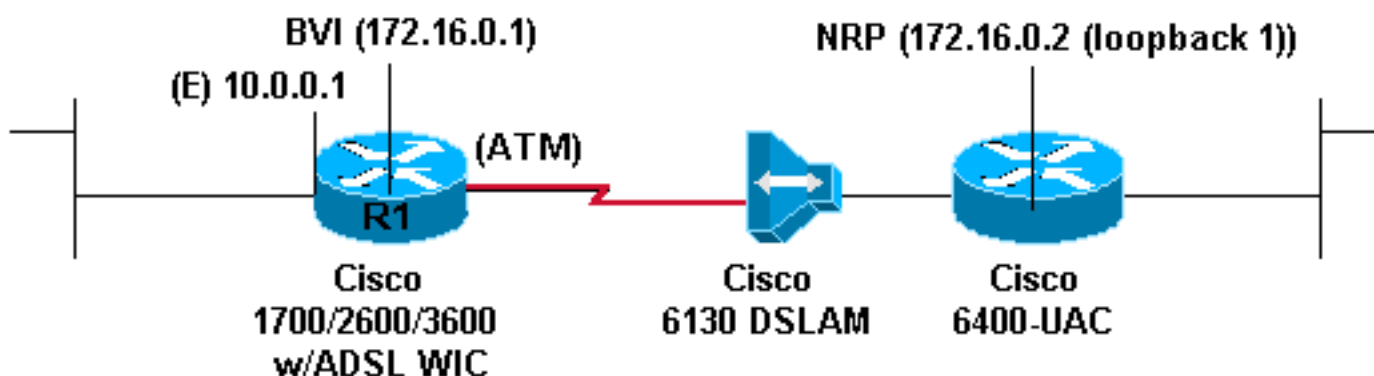 BVI (172.16.0.1)
NRP (172.16.0.2 (loopback 1))
(E) 10.0.0.1
(ATM)
R1
Cisco
1700/2600/3600
w/ADSL WIC
Cisco
6130 DSLAM
Cisco
6400-UAC